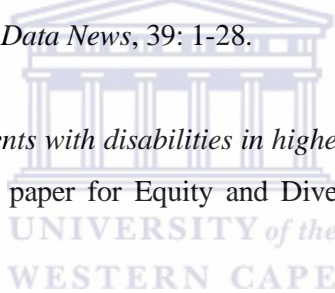 Data News, 39: 1-28.
ents with disabilities in highe
paper for Equity and Dive
UNIVERSITY of the
WESTERN CAPE